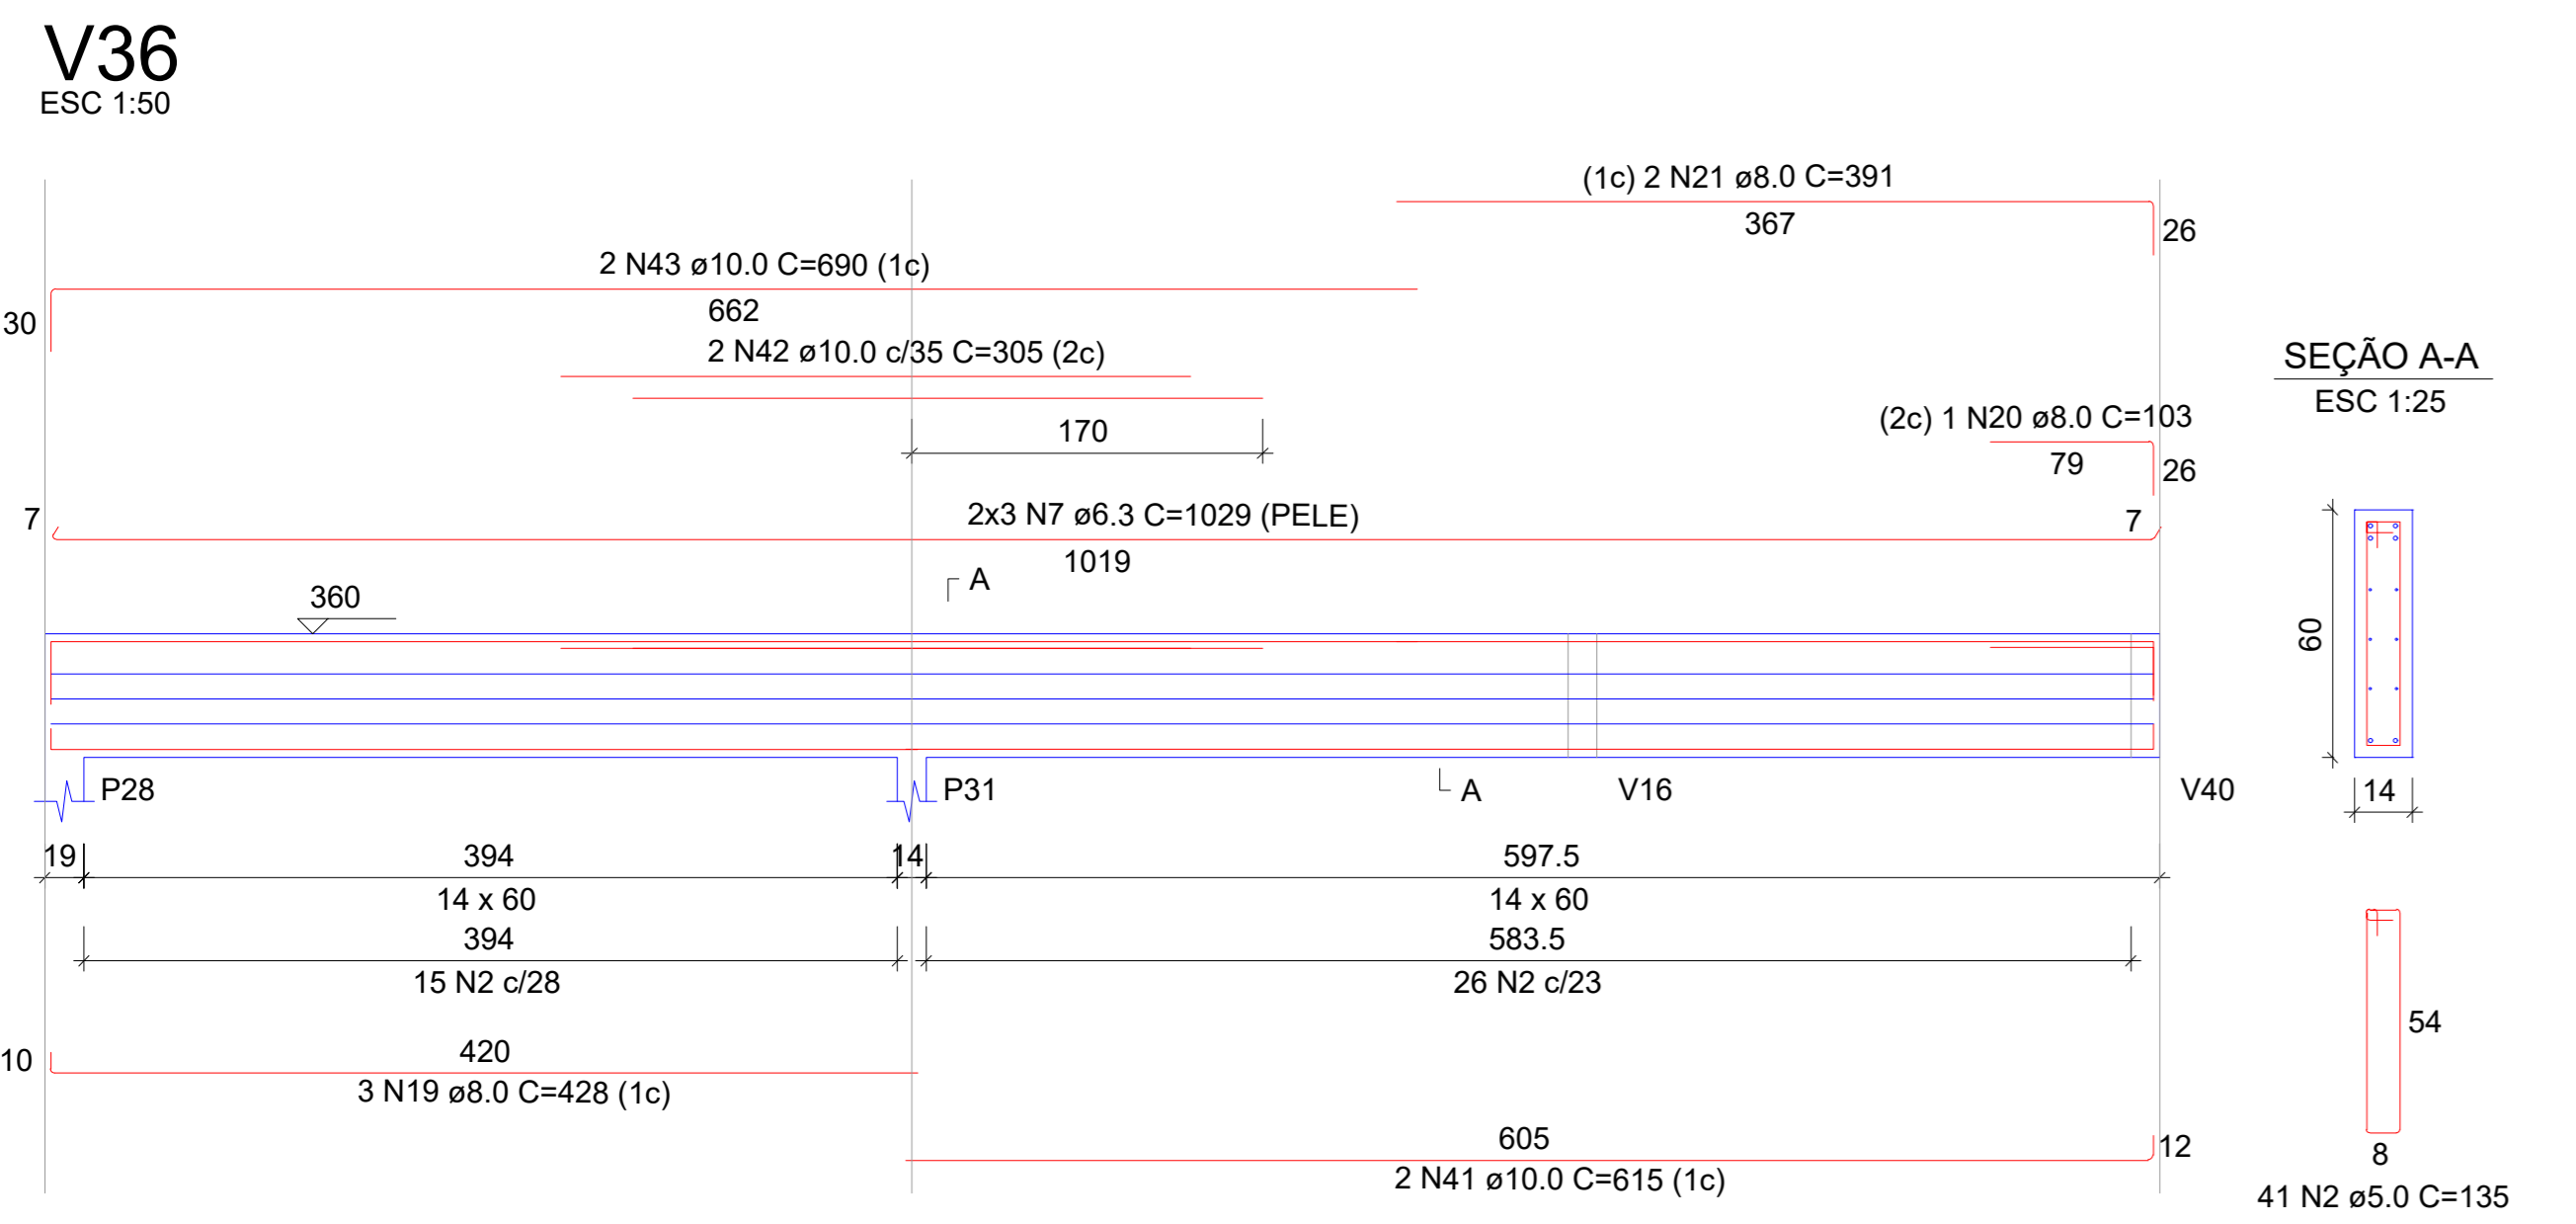 V36
ESC 1:50
(1c) 2 N21 ø8.0 C=391
367
26
2 N43 ø10.0 C=690 (1c)
662
30
2 N42 ø10.0 c/35 C=305 (2c)
170
SEÇÃO A-A
ESC 1:25
(2c) 1 N20 ø8.0 C=103
79
26
7
2x3 N7 ø6.3 C=1029 (PELE)
7
1019
A
360
60
P28
P31
A
V16
V40
14
19
394
14
597.5
14 x 60
14 x 60
394
583.5
15 N2 c/28
26 N2 c/23
54
420
10
3 N19 ø8.0 C=428 (1c)
605
12
2 N41 ø10.0 C=615 (1c)
8
41 N2 ø5.0 C=135